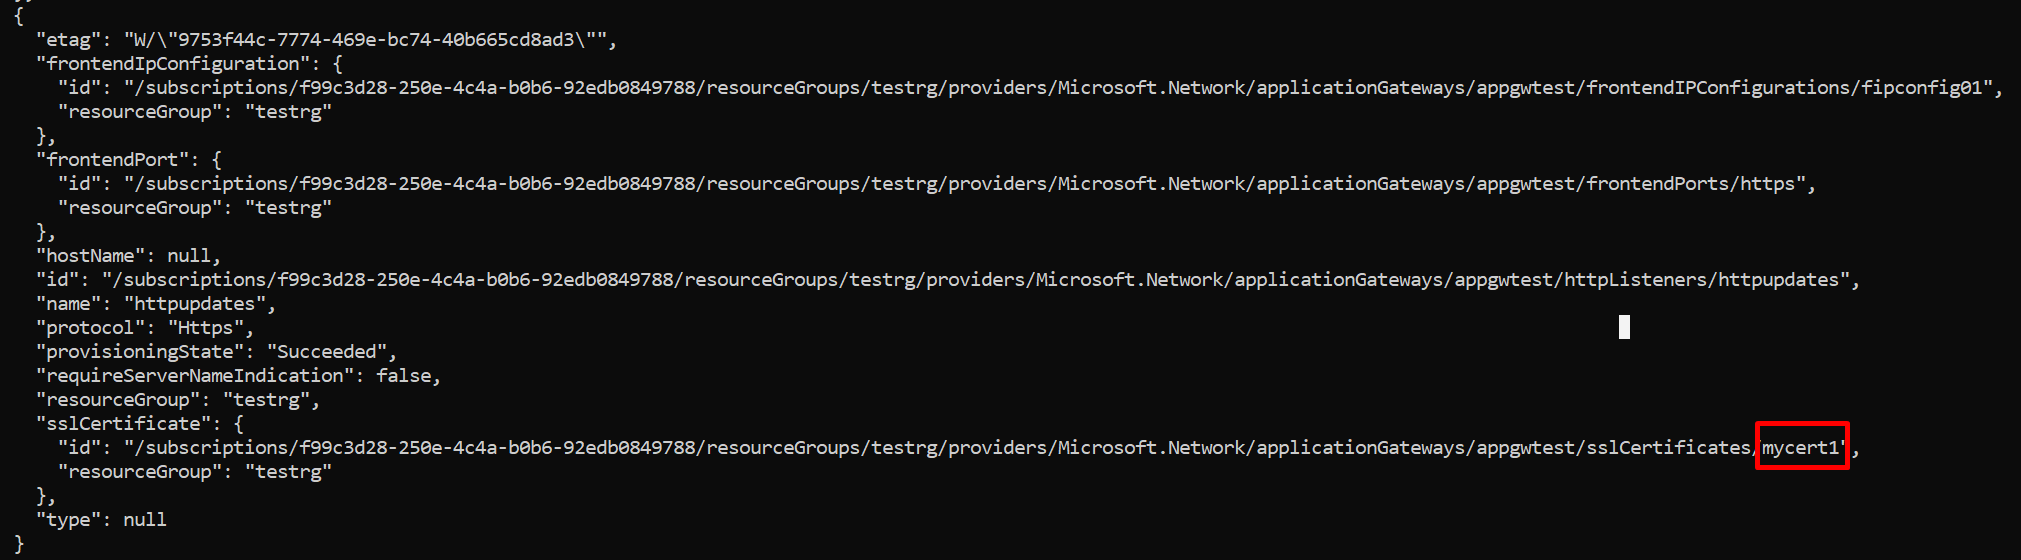 {
"etag": "W/\"9753f44c-7774-469e-bc74-40b665cd8ad3\"",
"frontendIpConfiguration": {
"id": "/subscriptions/f99c3d28-250e-4c4a-b0b6-92edb0849788/resourceGroups/testrg/providers/Microsoft.Network/applicationGateways/appgwtest/frontendIPConfigurations/fipconfig01",
"resourceGroup": "testrg"
},
"frontendPort": {
"id": "/subscriptions/f99c3d28-250e-4c4a-b0b6-92edb0849788/resourceGroups/testrg/providers/Microsoft.Network/applicationGateways/appgwtest/frontendPorts/https",
"resourceGroup": "testrg"
},
"hostName": null,
"id": "/subscriptions/f99c3d28-250e-4c4a-b0b6-92edb0849788/resourceGroups/testrg/providers/Microsoft.Network/applicationGateways/appgwtest/httpListeners/httpupdates",
"name": "httpupdates",
"protocol": "Https",
"provisioningState": "Succeeded",
"requireServerNameIndication": false,
"resourceGroup": "testrg",
"sslCertificate": {
"id": "/subscriptions/f99c3d28-250e-4c4a-b0b6-92edb0849788/resourceGroups/testrg/providers/Microsoft.Network/applicationGateways/appgwtest/sslCertificates/mycert1",
"resourceGroup": "testrg"
},
"type": null
}